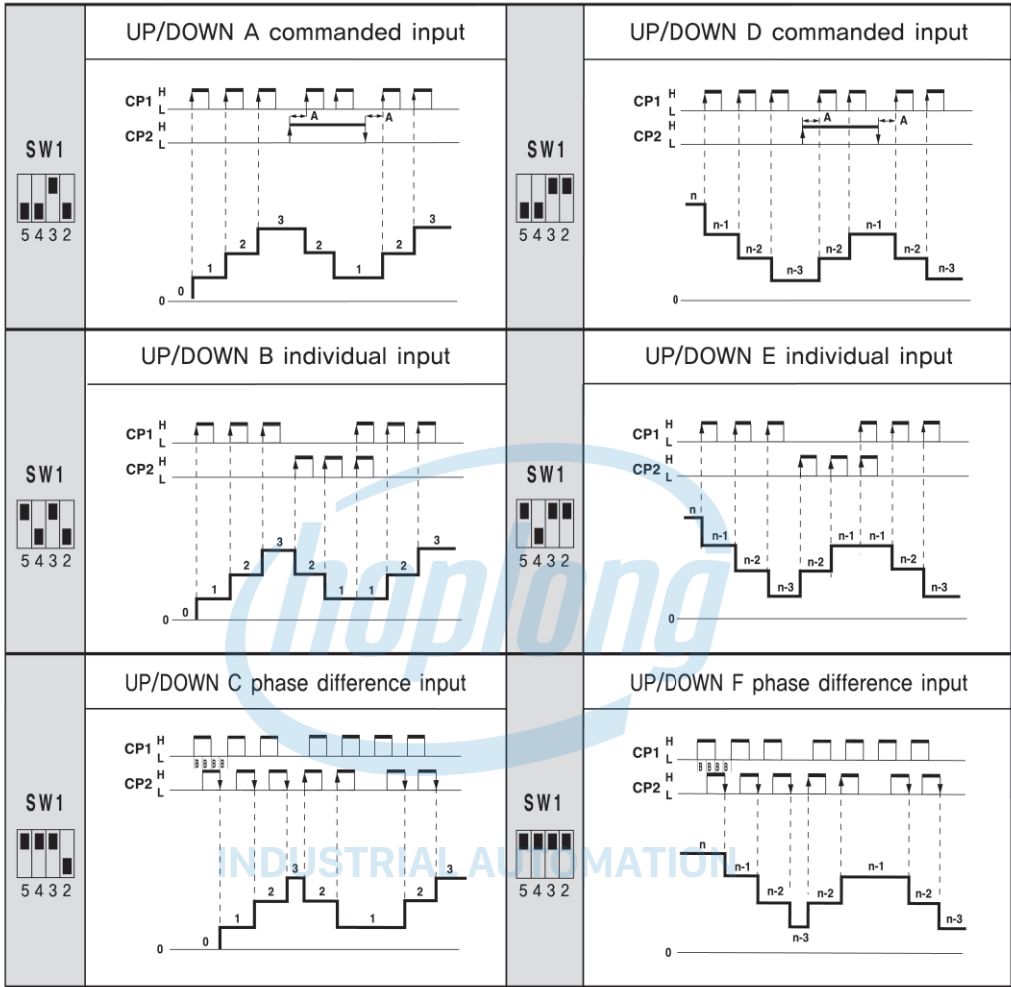 UP/DOWN A commanded input
SW1
5 4 3 2
CP1 H L
CP2 H L
A A
0 1 2 3 2 1 2 3
0
UP/DOWN D commanded input
SW1
5 4 3 2
CP1 H L
CP2 H L
A A
n n-1 n-2 n-3 n-2 n-1 n-2 n-3
0
UP/DOWN B individual input
SW1
5 4 3 2
CP1 H L
CP2 H L
0 1 2 3 2 1 1 2 3
0
UP/DOWN E individual input
SW1
5 4 3 2
CP1 H L
CP2 H L
n n-1 n-2 n-3 n-2 n-1 n-1 n-2 n-3
0
hoplong
INDUSTRIAL AUTOMATION
UP/DOWN C phase difference input
SW1
5 4 3 2
CP1 H L
B B B B
CP2 H L
0 1 2 3 2 1 2 3
0
UP/DOWN F phase difference input
SW1
5 4 3 2
CP1 H L
B B B B
CP2 H L
n n-1 n-2 n-3 n-2 n-1 n-2 n-3
0